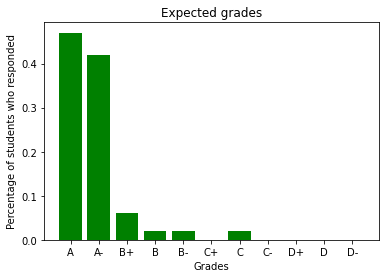 Expected grades
Percentage of students who responded
0.4
0.3
0.2
0.1
0.0
A A- B+ B B- C+ C C- D+ D D-
Grades